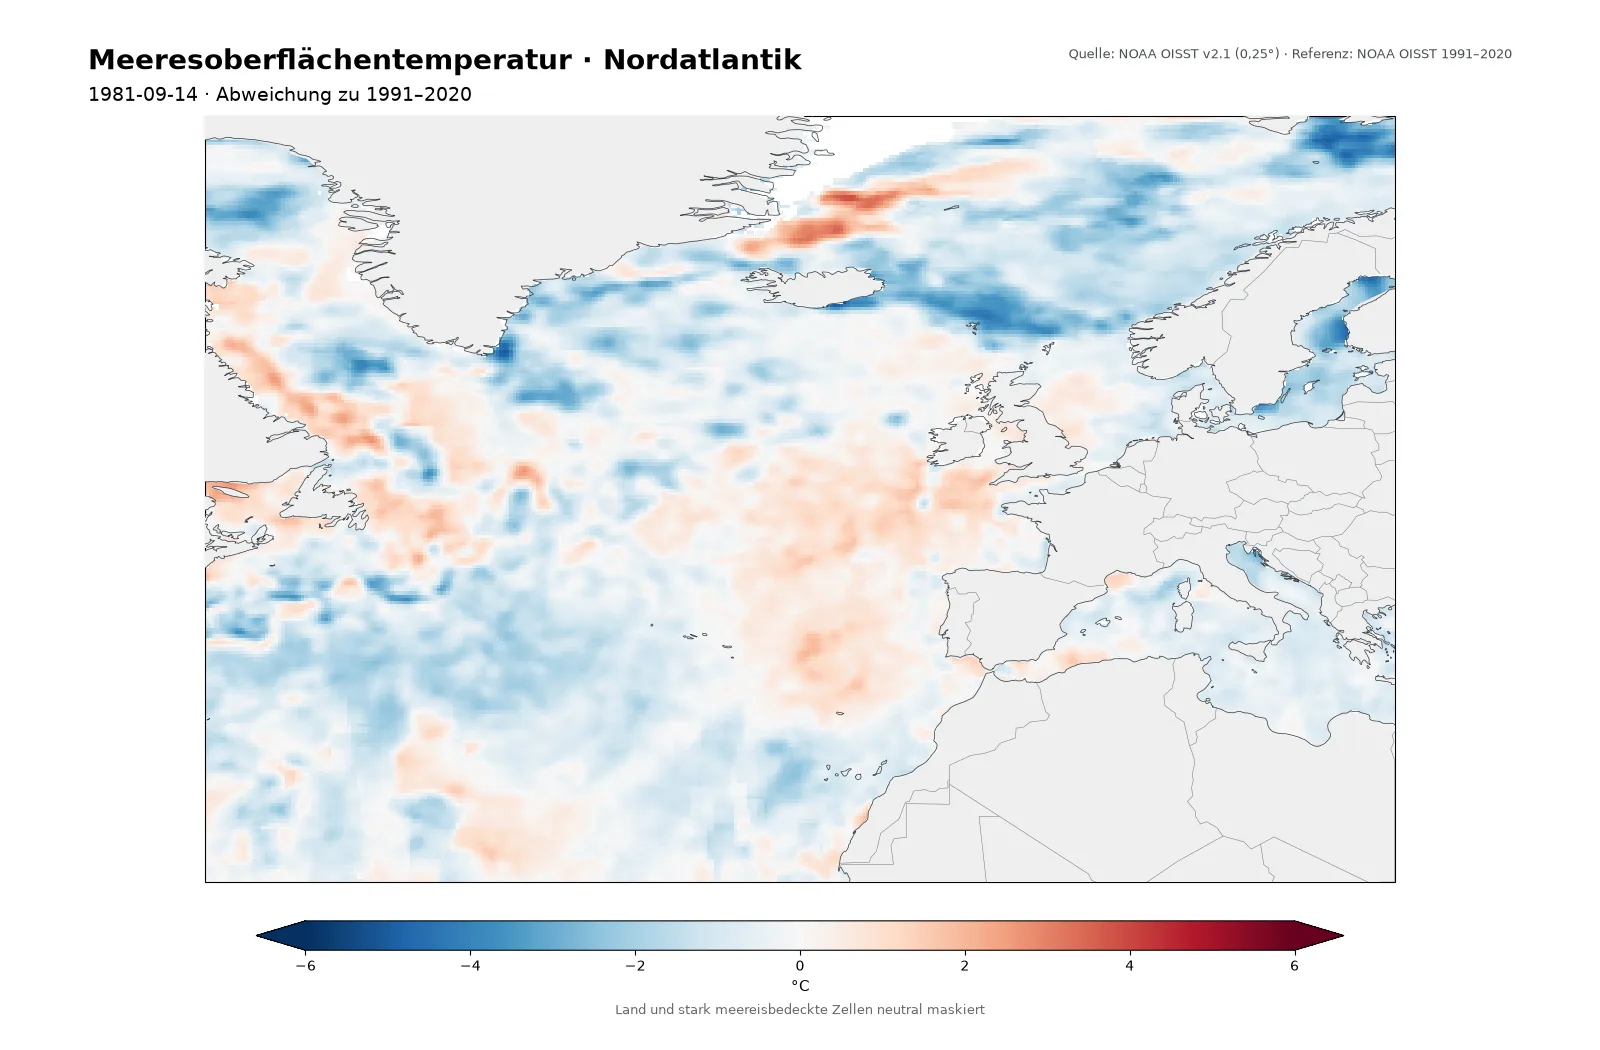 Meeresoberflächentemperatur · Nordatlantik
Quelle: NOAA OISST v2.1 (0,25°) · Referenz: NOAA OISST 1991–2020
1981-09-14 · Abweichung zu 1991–2020
−6 −4 −2 0 2 4 6
°C
Land und stark meereisbedeckte Zellen neutral maskiert